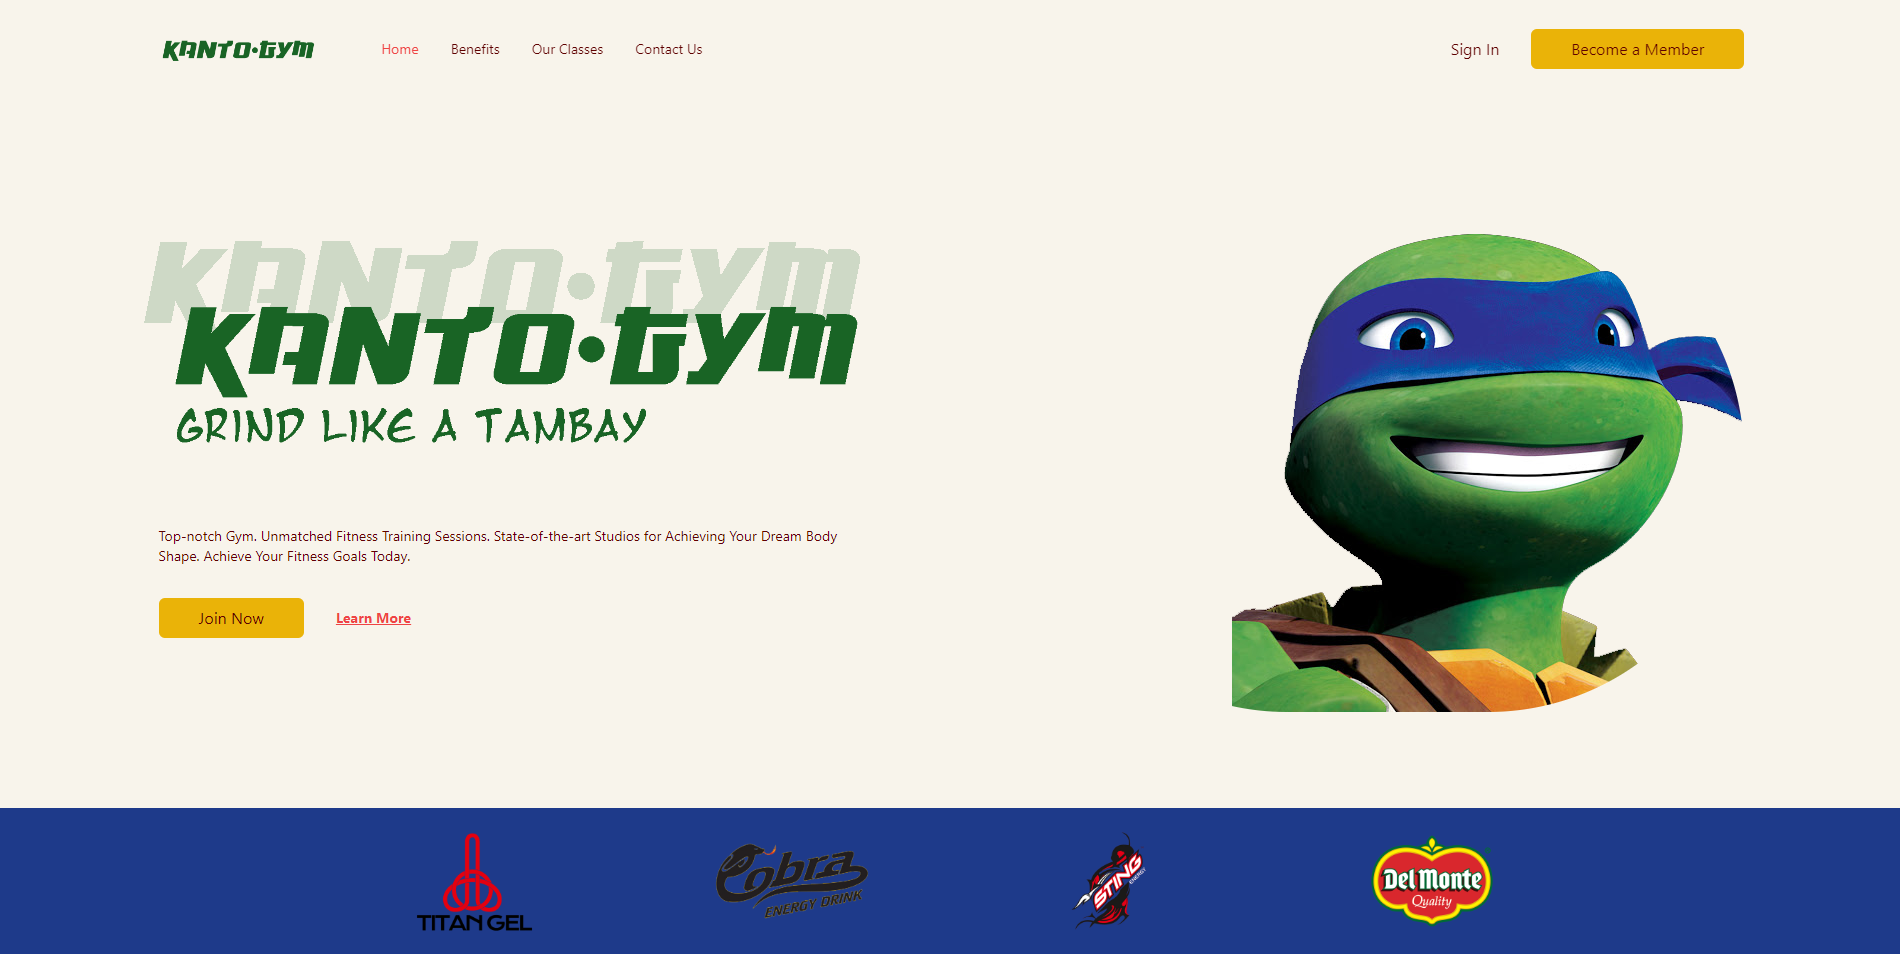 KANTO•GYM
Home
Benefits
Our Classes
Contact Us
Sign In
Become a Member
KANTO•GYM
KANTO•GYM
GRIND LIKE A TAMBAY
Top-notch Gym. Unmatched Fitness Training Sessions. State-of-the-art Studios for Achieving Your Dream Body
Shape. Achieve Your Fitness Goals Today.
Join Now
Learn More
TITAN GEL
Cobra
ENERGY DRINK
STING
ENERGY
Del Monte
Quality